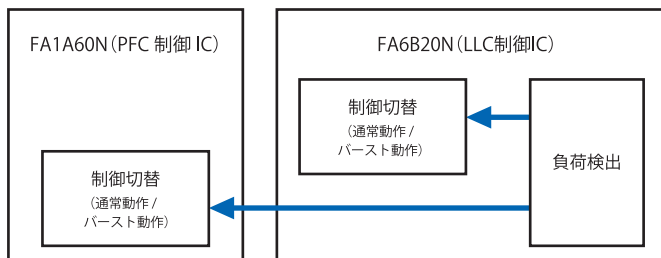 FA1A60N（PFC 制御 IC）
制御切替
（通常動作 /
バースト動作）
FA6B20N（LLC制御IC）
制御切替
（通常動作 /
バースト動作）
負荷検出